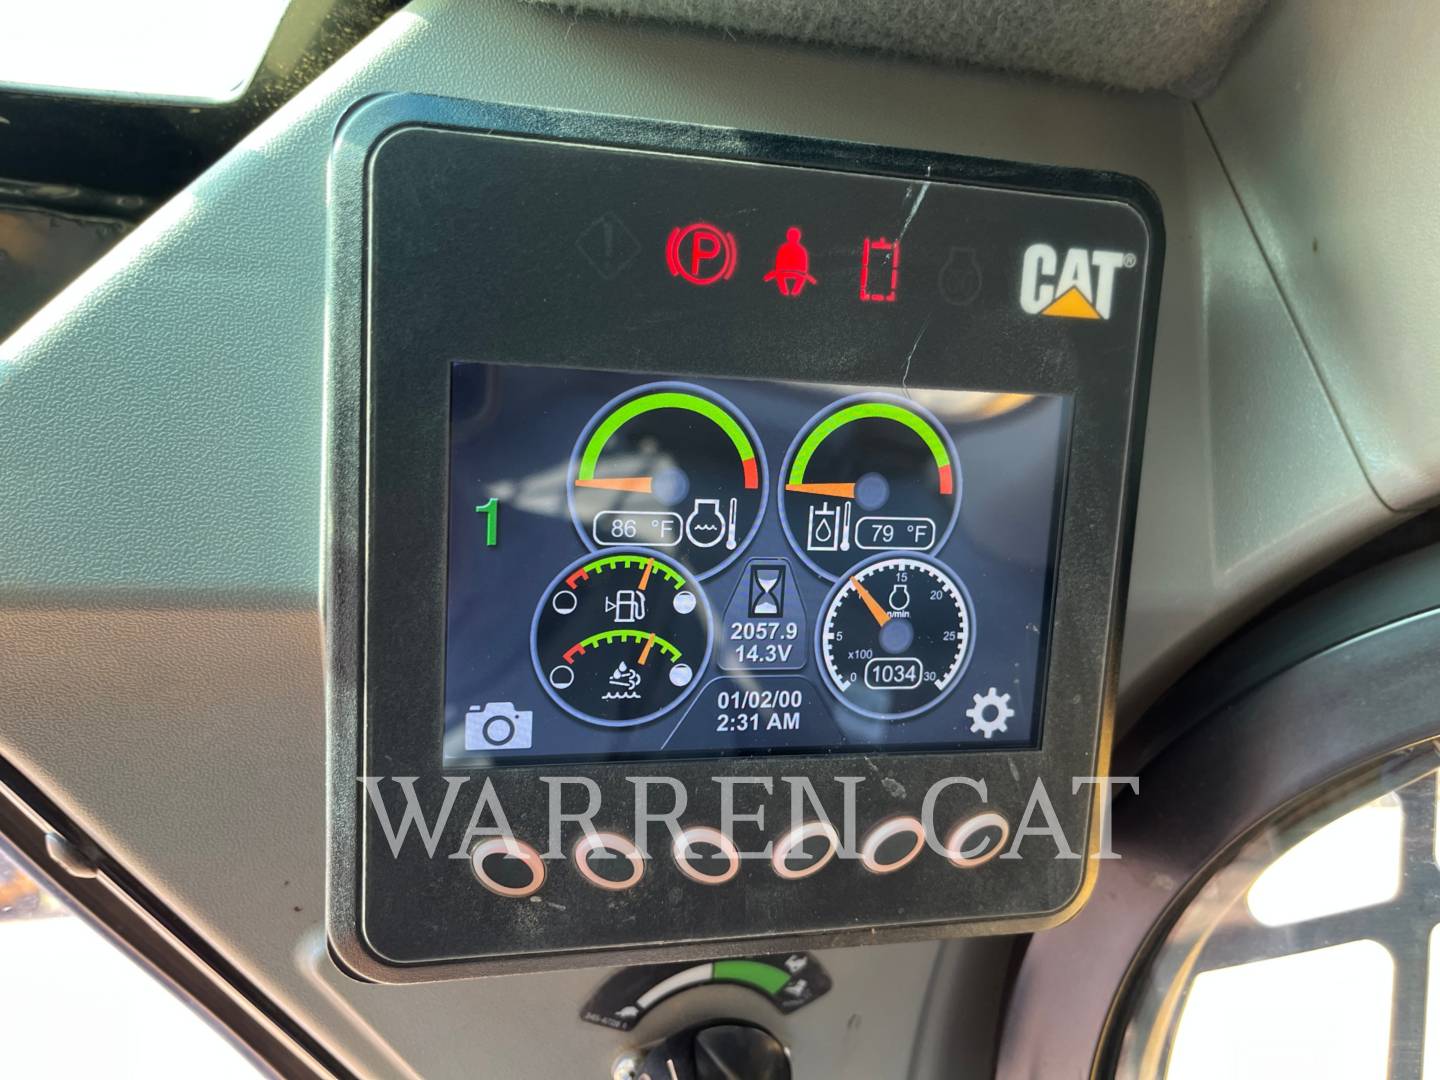 P
CAT®
1
86 °F
79 °F
15
20
25
30
5
0
x100
1034
2057.9
14.3V
01/02/00
2:31 AM
WARREN CAT